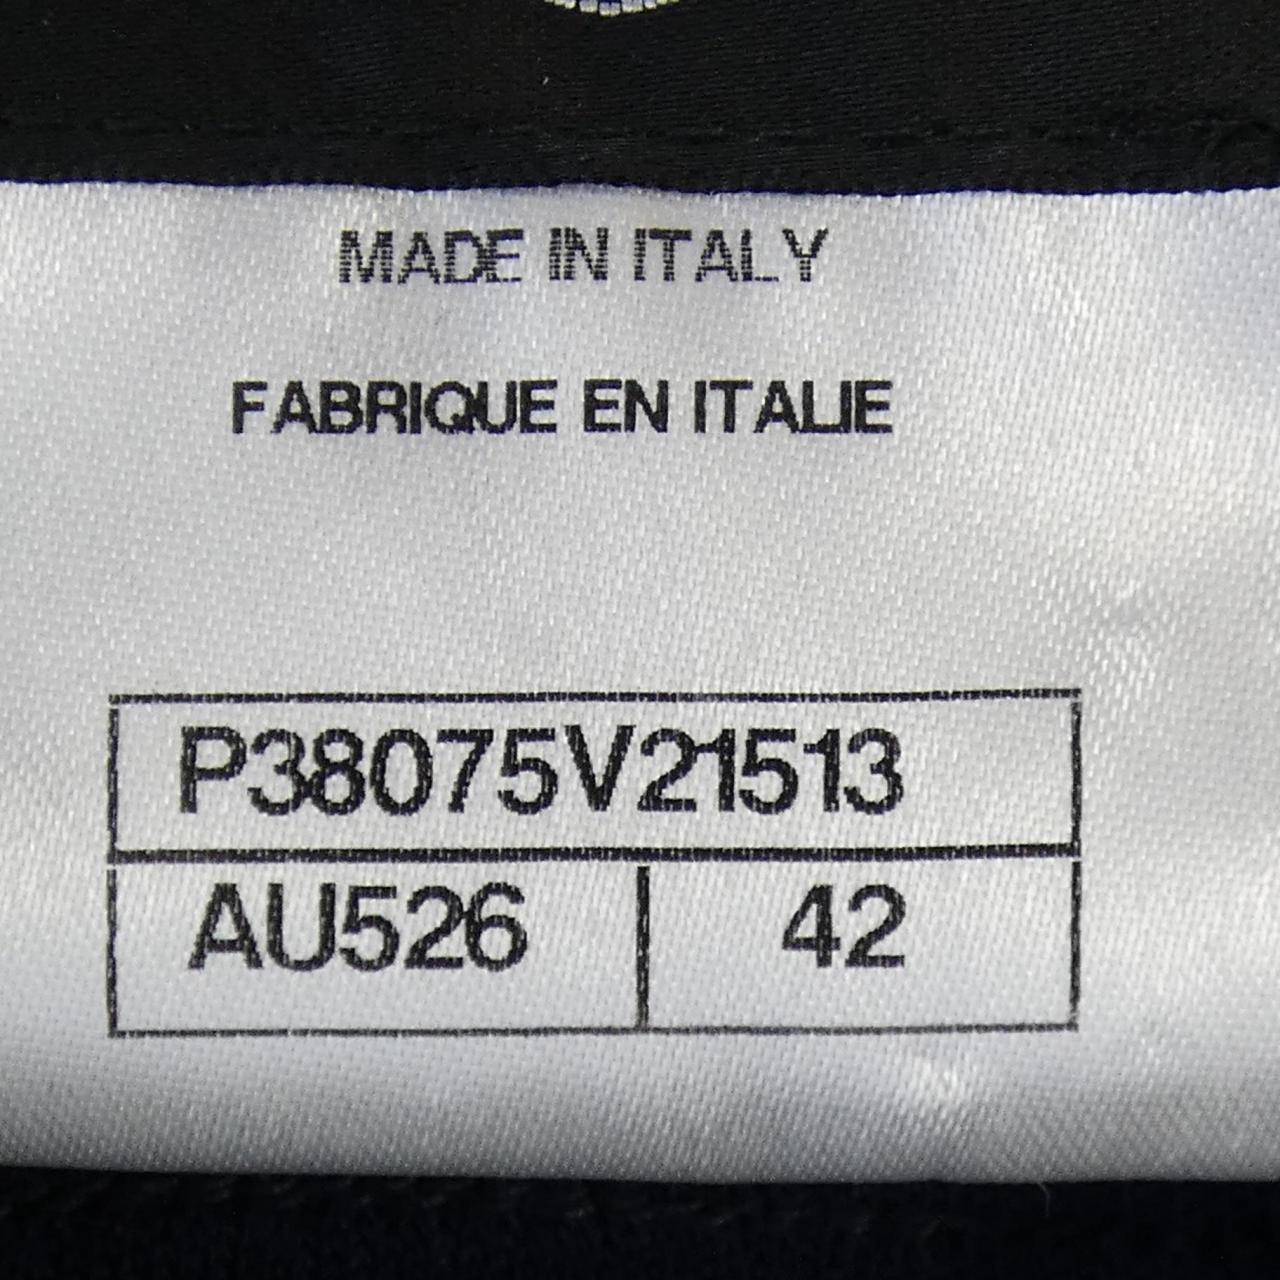 MADE IN ITALY
FABRIQUE EN ITALIE
P38075V21513
AU526 42